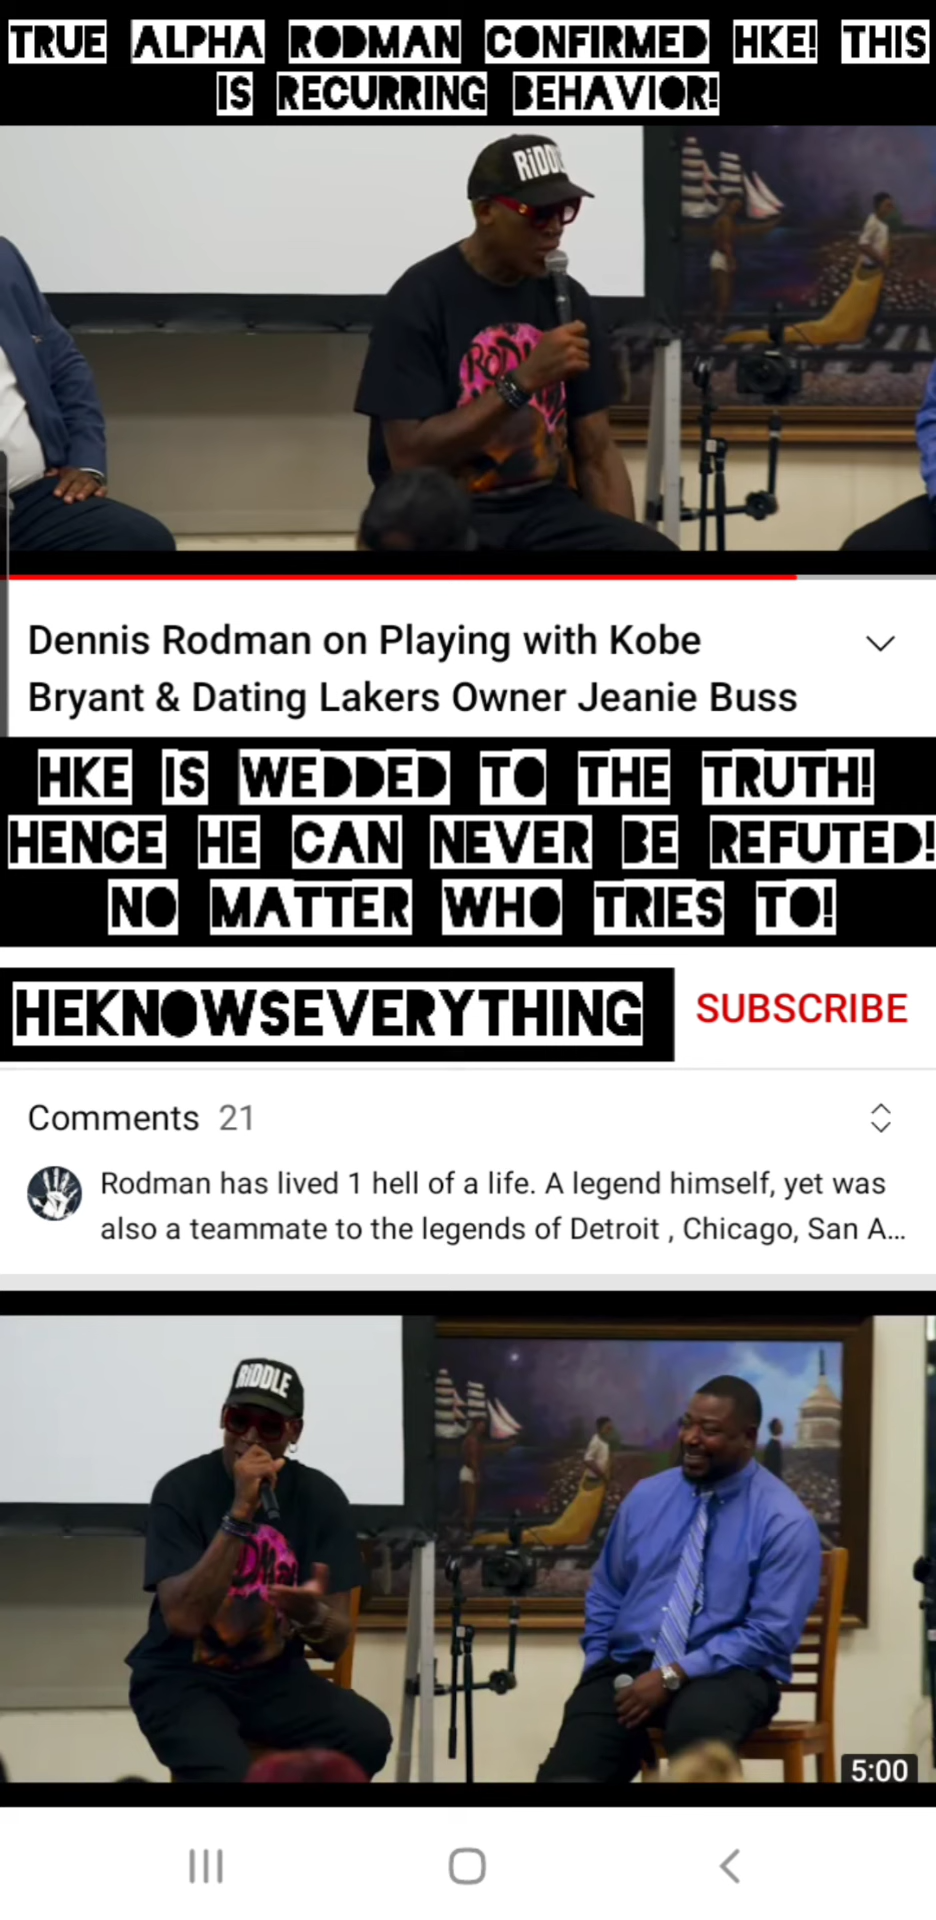 TRUE ALPHA RODMAN CONFIRMED HKE! THIS
IS RECURRING BEHAVIOR!
RiDDL
ROD
Dennis Rodman on Playing with Kobe
Bryant & Dating Lakers Owner Jeanie Buss
HKE IS WEDDED TO THE TRUTH!
HENCE HE CAN NEVER BE REFUTED!
NO MATTER WHO TRIES TO!
HEKNOWSEVERYTHING
SUBSCRIBE
Comments 21
Rodman has lived 1 hell of a life. A legend himself, yet was
also a teammate to the legends of Detroit , Chicago, San A...
RiDDLE
5:00